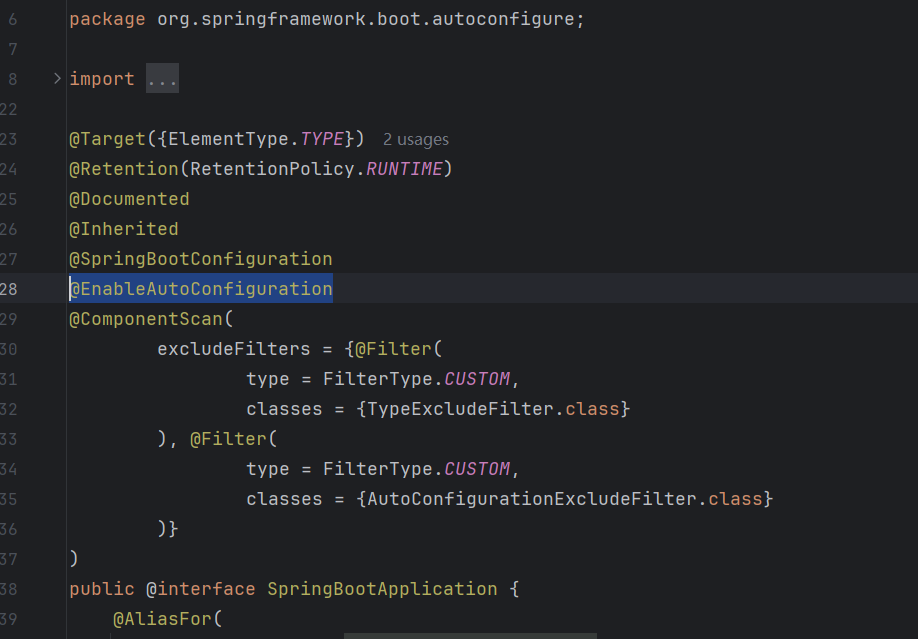 6 package org.springframework.boot.autoconfigure;
7
8 > import ...
22
23 @Target({ElementType.TYPE}) 2 usages
24 @Retention(RetentionPolicy.RUNTIME)
25 @Documented
26 @Inherited
27 @SpringBootConfiguration
28 @EnableAutoConfiguration
29 @ComponentScan(
30 excludeFilters = {@Filter(
31 type = FilterType.CUSTOM,
32 classes = {TypeExcludeFilter.class}
33 ), @Filter(
34 type = FilterType.CUSTOM,
35 classes = {AutoConfigurationExcludeFilter.class}
36 )}
37 )
38 public @interface SpringBootApplication {
39 @AliasFor(